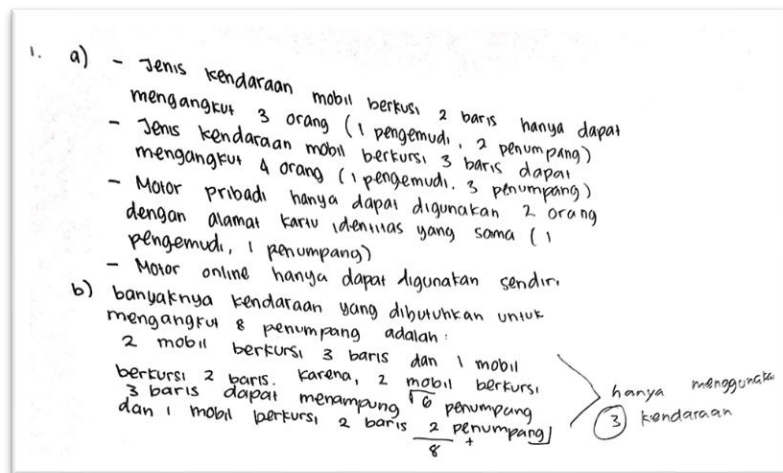 1. a) - Jenis kendaraan mobil berkusi 2 baris hanya dapat
mengangkut 3 orang (1 pengemudi, 2 penumpang)
- Jenis kendaraan mobil berkursi 3 baris dapat
mengangkut 4 orang (1 pengemudi. 3 penumpang)
- Motor pribadi hanya dapat digunakan 2 orang
dengan alamat kartu identitas yang sama (1
pengemudi, 1 penumpang)
- Motor online hanya dapat digunakan sendiri
b) banyaknya kendaraan yang dibutuhkan untuk
mengangkut 8 penumpang adalah :
2 mobil berkursi 3 baris dan 1 mobil
berkursi 2 baris. Karena, 2 mobil berkursi
3 baris dapat menampung 6 penumpang
dan 1 mobil berkursi 2 baris 2 penumpang
8 +
hanya menggunaka
3 kendaraan